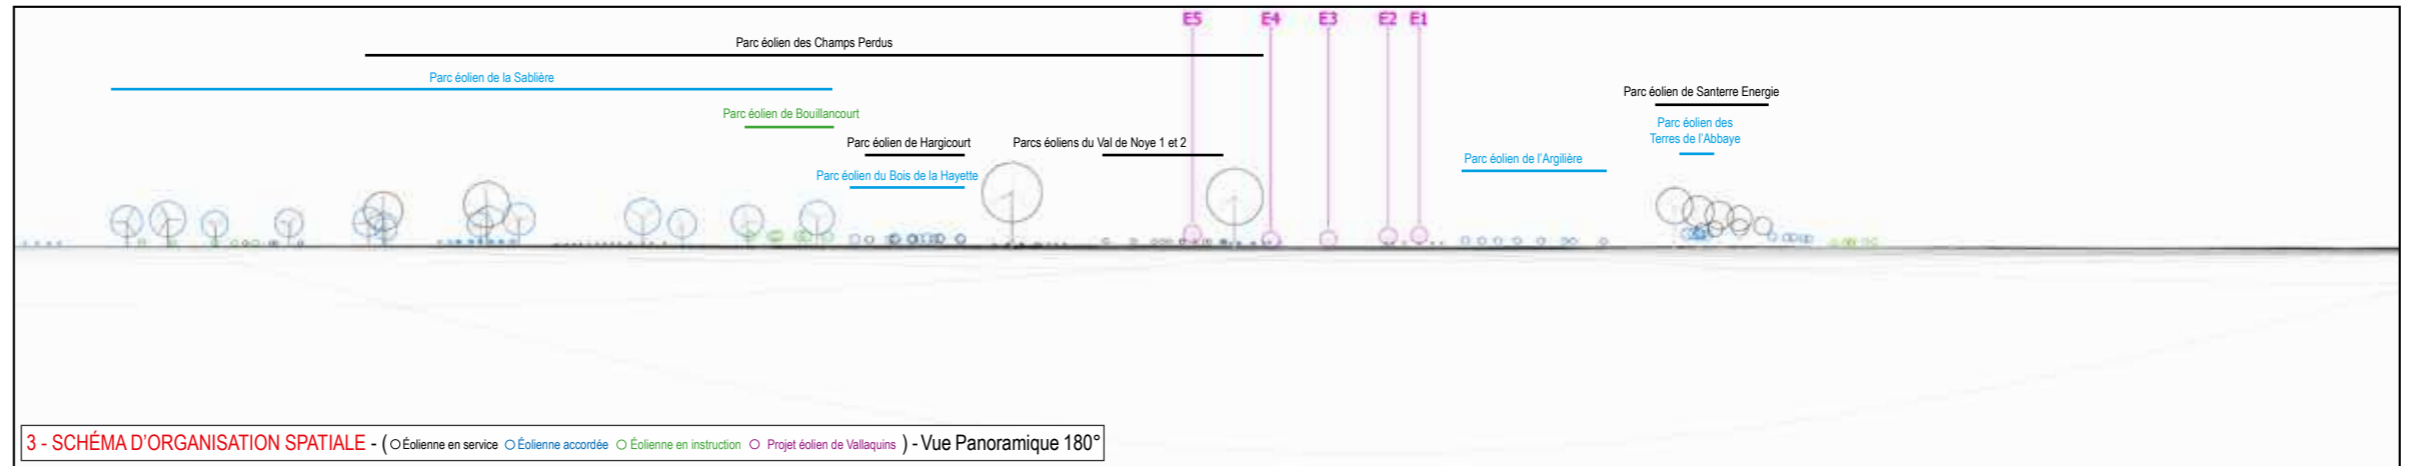 E5 E4 E3 E2 E1
Parc éolien des Champs Perdus
Parc éolien de la Sablière
Parc éolien de Santerre Energie
Parc éolien de Bouillancourt
Parc éolien des
Terres de l'Abbaye
Parc éolien de Hargicourt
Parcs éoliens du Val de Noye 1 et 2
Parc éolien de l'Argilière
Parc éolien du Bois de la Hayette
3 - SCHÉMA D'ORGANISATION SPATIALE - ( Éolienne en service Éolienne accordée Éolienne en instruction Projet éolien de Vallaquins ) - Vue Panoramique 180°